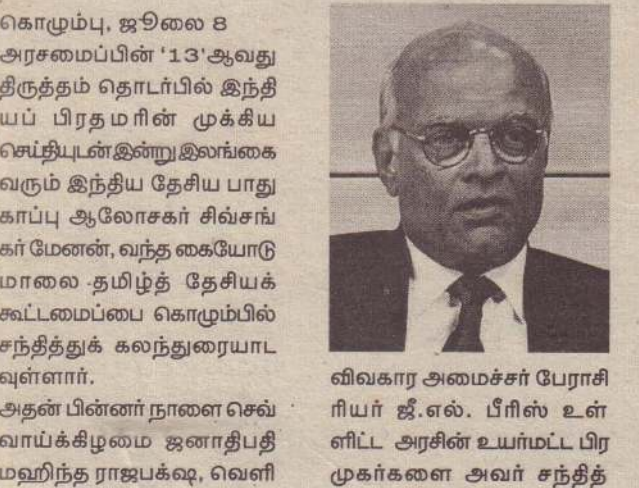 கொழும்பு, ஜூலை 8
அரசமைப்பின் '13'ஆவது
திருத்தம் தொடர்பில் இந்தி
யப் பிரதமரின் முக்கிய
செய்தியுடன் இன்று இலங்கை
வரும் இந்திய தேசிய பாது
காப்பு ஆலோசகர் சிவ்சங்
கர் மேனன், வந்த கையோடு
மாலை தமிழ்த் தேசியக்
கூட்டமைப்பை கொழும்பில்
சந்தித்துக் கலந்துரையாட
வுள்ளார்.
அதன் பின்னர் நாளை செவ்
வாய்க்கிழமை ஜனாதிபதி
மஹிந்த ராஜபக்ஷ, வெளி
விவகார அமைச்சர் பேராசி
ரியர் ஜீ.எல். பீரிஸ் உள்
ளிட்ட அரசின் உயர்மட்ட பிர
முகர்களை அவர் சந்தித்